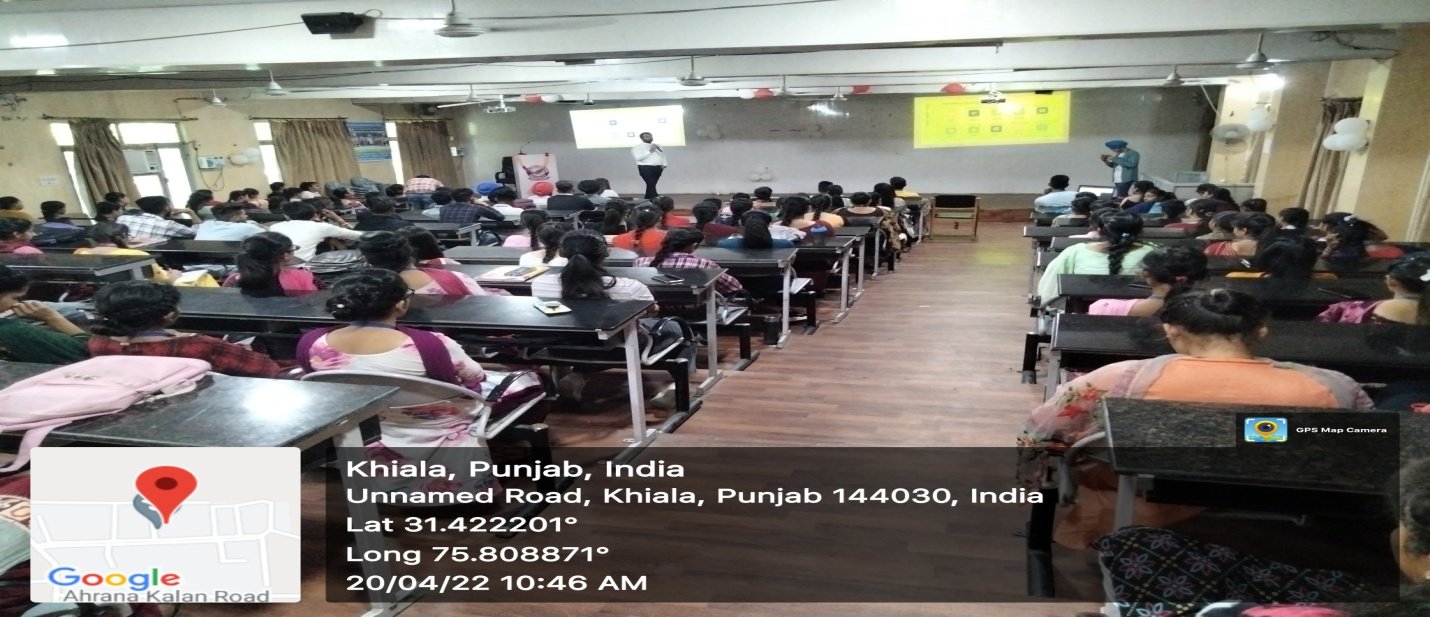 GPS Map Camera
Khiala, Punjab, India
Unnamed Road, Khiala, Punjab 144030, India
Lat 31.422201°
Long 75.808871°
20/04/22 10:46 AM
Google
Ahrana Kalan Road